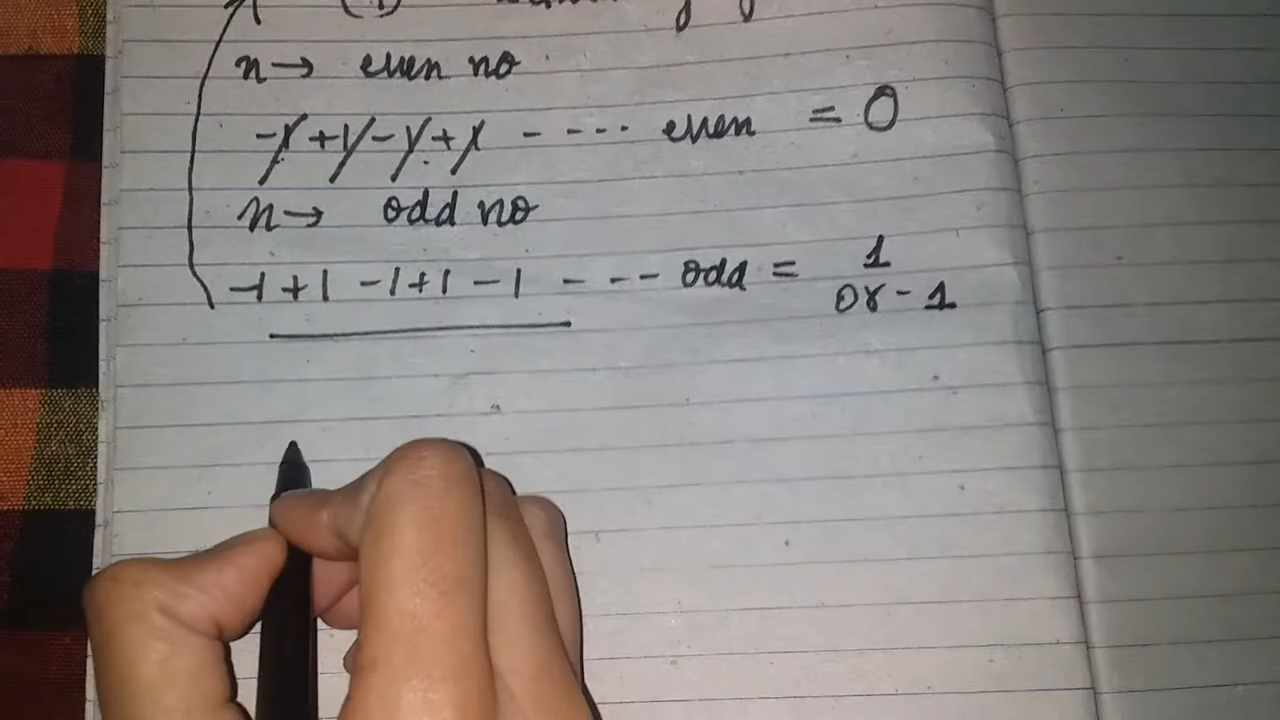 n → even no
-1 +1 -1 +1 - ---- even = 0
n → odd no
-1 +1 -1 +1 -1 - --- odd = 1
or -1